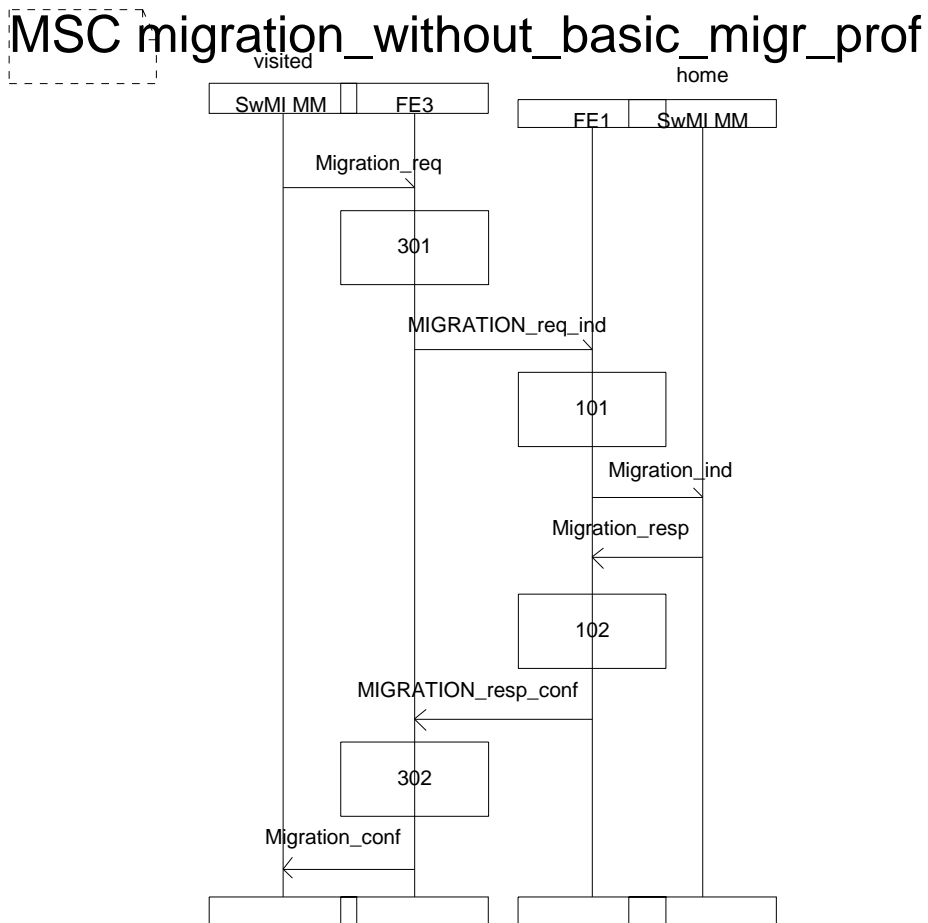 MSC migration_without_basic_migr_prof
visited
home
SwMI MM
FE3
FE1
SwMI MM
Migration_req
301
MIGRATION_req_ind
101
Migration_ind
Migration_resp
102
MIGRATION_resp_conf
302
Migration_conf